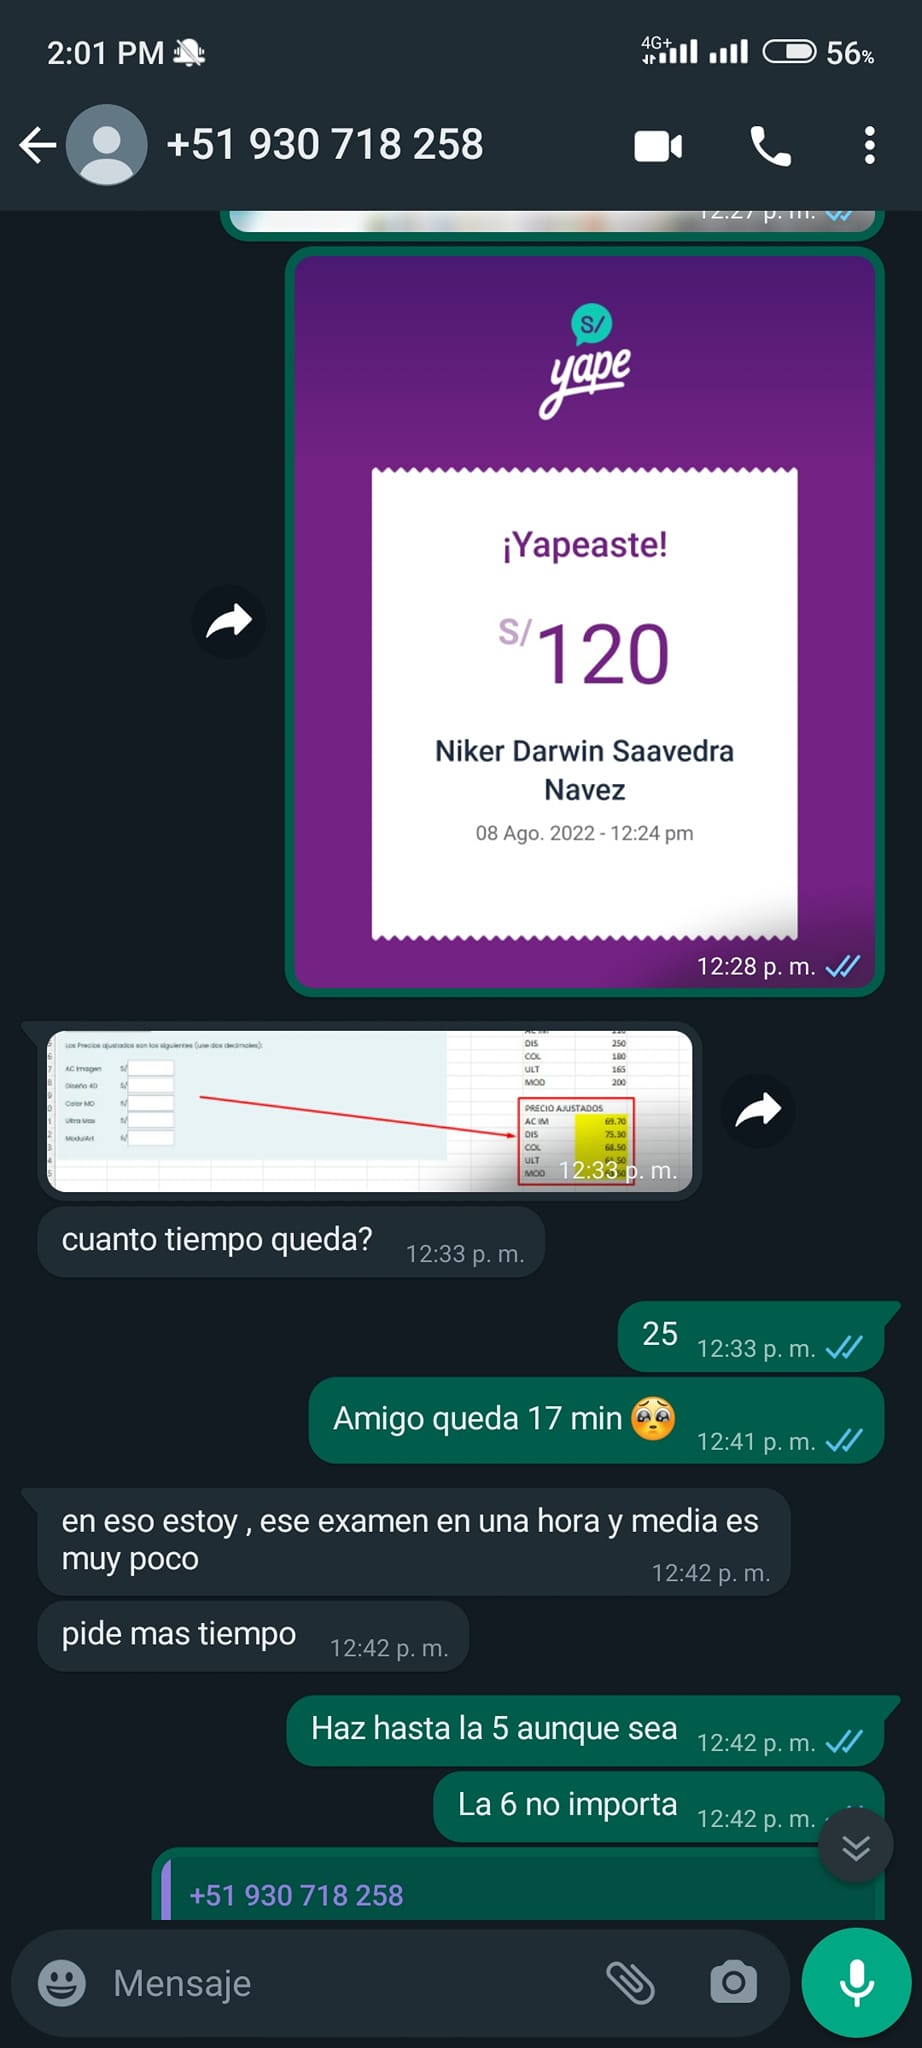 2:01 PM 4G+ 56%
+51 930 718 258
12:27 p. m.
S/
yape
¡Yapeaste!
S/120
Niker Darwin Saavedra
Navez
08 Ago. 2022 - 12:24 pm
12:28 p. m.
Los Precios ajustados son los siguientes (use dos decimales):
AC Imagen S/
Diseño 4D S/
Color MD S/
Ultra Max S/
ModulArt S/
DIS 250
COL 180
ULT 165
MOD 200
PRECIO AJUSTADOS
AC IM 69.70
DIS 75.30
COL 68.50
ULT
MOD
12:33 p. m.
cuanto tiempo queda? 12:33 p. m.
25 12:33 p. m.
Amigo queda 17 min 🥺 12:41 p. m.
en eso estoy , ese examen en una hora y media es
muy poco 12:42 p. m.
pide mas tiempo 12:42 p. m.
Haz hasta la 5 aunque sea 12:42 p. m.
La 6 no importa 12:42 p. m.
+51 930 718 258
Mensaje